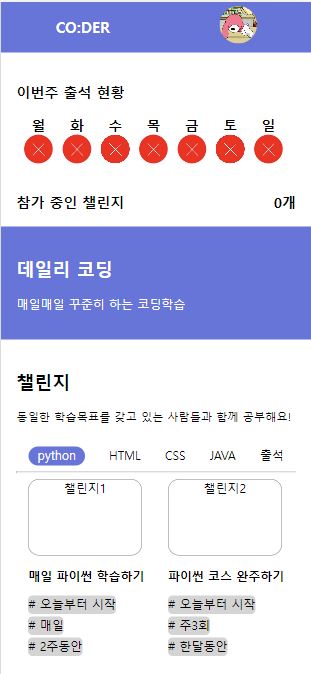 CO:DER
이번주 출석 현황
월 화 수 목 금 토 일
참가 중인 챌린지 0개
데일리 코딩
매일매일 꾸준히 하는 코딩학습
챌린지
동일한 학습목표를 갖고 있는 사람들과 함께 공부해요!
python HTML CSS JAVA 출석
챌린지1 챌린지2
매일 파이썬 학습하기 파이썬 코스 완주하기
# 오늘부터 시작 # 오늘부터 시작
# 매일 # 주3회
# 2주동안 # 한달동안